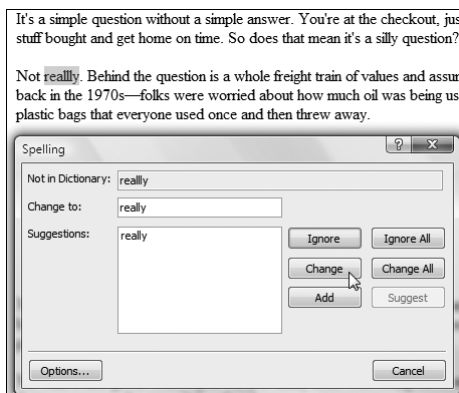 It's a simple question without a simple answer. You're at the checkout, jus
stuff bought and get home on time. So does that mean it's a silly question?
Not reallly. Behind the question is a whole freight train of values and assur
back in the 1970s—folks were worried about how much oil was being us
plastic bags that everyone used once and then threw away.
Spelling
? X
Not in Dictionary: reallly
Change to: really
Suggestions: really
Ignore Ignore All
Change Change All
Add Suggest
Options... Cancel